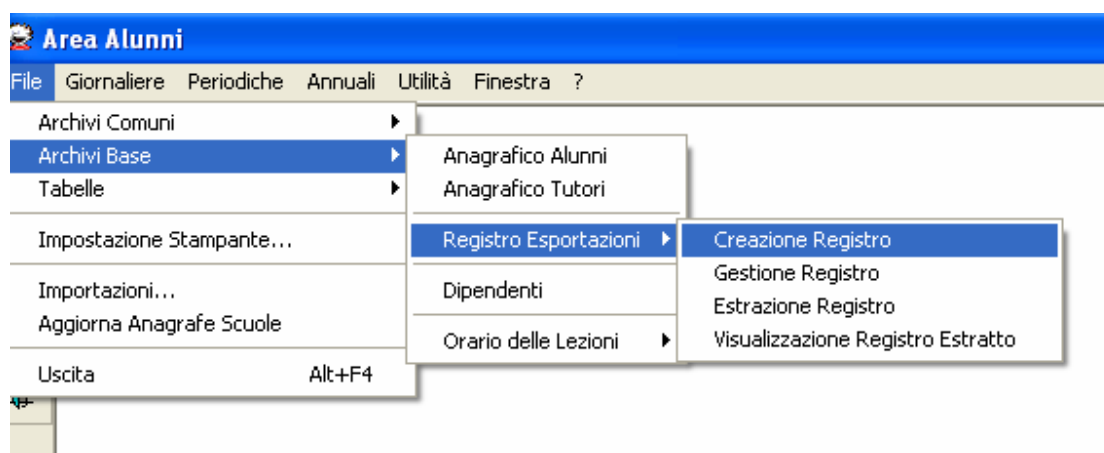 Area Alunni
File Giornaliere Periodiche Annuali Utilità Finestra ?
Archivi Comuni
Archivi Base
Tabelle
Impostazione Stampante...
Importazioni...
Aggiorna Anagrafe Scuole
Uscita Alt+F4
Anagrafico Alunni
Anagrafico Tutori
Registro Esportazioni
Dipendenti
Orario delle Lezioni
Creazione Registro
Gestione Registro
Estrazione Registro
Visualizzazione Registro Estratto